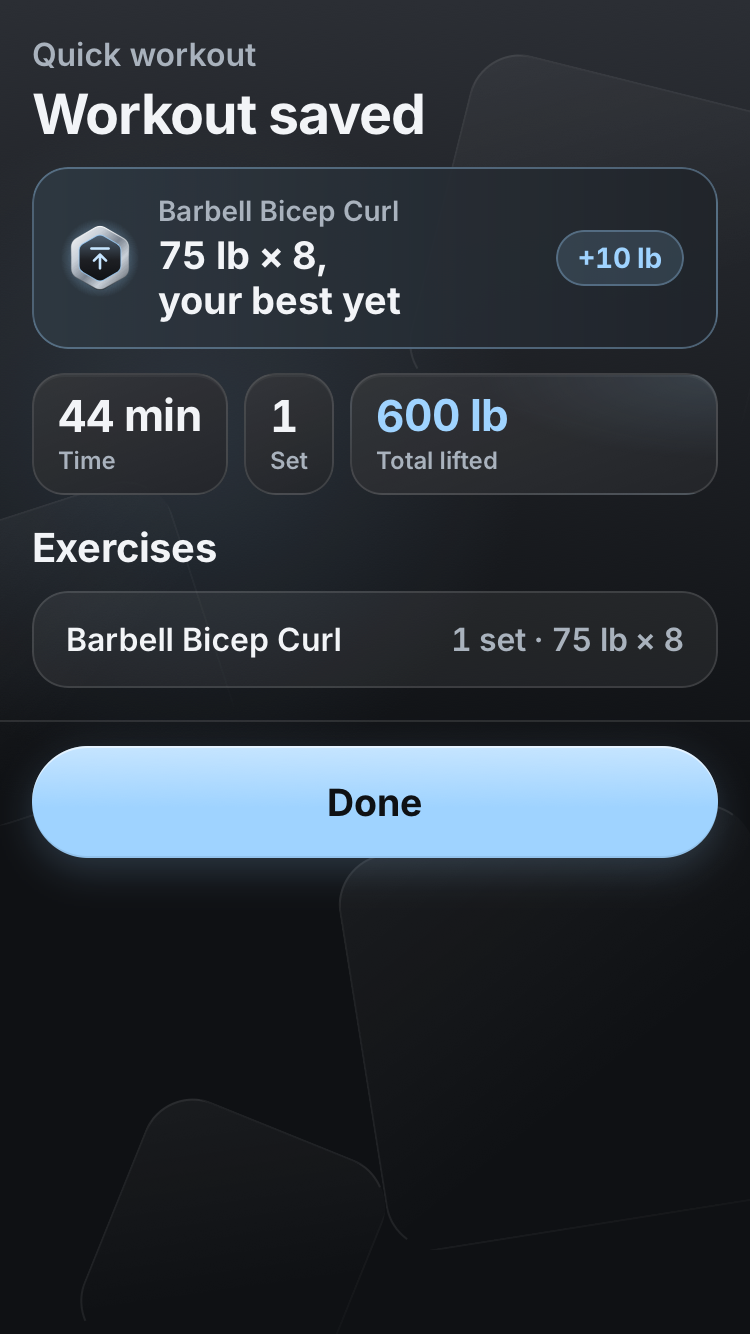 Quick workout
Workout saved
Barbell Bicep Curl
75 lb × 8,
your best yet
+10 lb
44 min
Time
1
Set
600 lb
Total lifted
Exercises
Barbell Bicep Curl
1 set · 75 lb × 8
Done